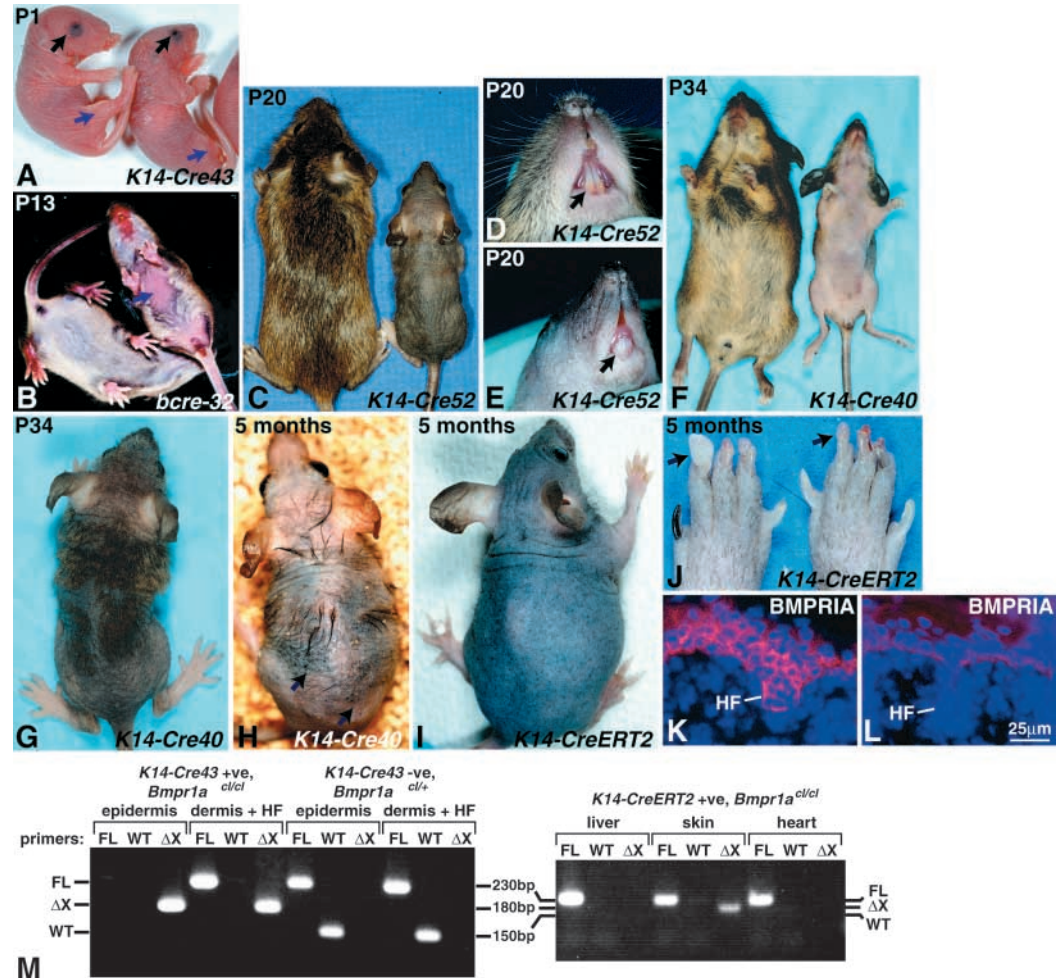 P1
A
K14-Cre43
P13
B
bcre-32
P20
C
K14-Cre52
P20
D
K14-Cre52
P20
E
K14-Cre52
P34
F
K14-Cre40
P34
G
K14-Cre40
5 months
H
K14-Cre40
5 months
I
K14-CreERT2
5 months
J
K14-CreERT2
BMPRIA
HF
K
BMPRIA
HF
L
25μm
K14-Cre43 +ve, K14-Cre43 -ve,
Bmpr1a cl/cl Bmpr1a cl/+
epidermis dermis + HF epidermis dermis + HF
primers: FL WT ΔX FL WT ΔX FL WT ΔX FL WT ΔX
FL
ΔX
WT
230bp
180bp
150bp
K14-CreERT2 +ve, Bmpr1a cl/cl
liver skin heart
FL WT ΔX FL WT ΔX FL WT ΔX
FL
ΔX
WT
M